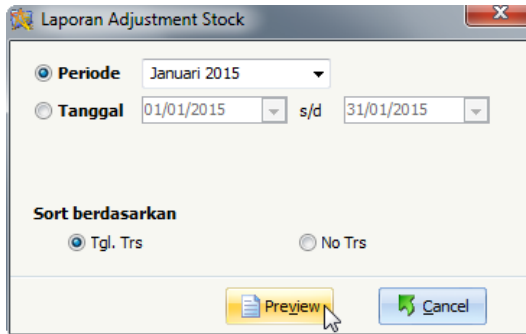 Laporan Adjustment Stock
Periode Januari 2015
Tanggal 01/01/2015 s/d 31/01/2015
Sort berdasarkan
Tgl. Trs No Trs
Preview Cancel